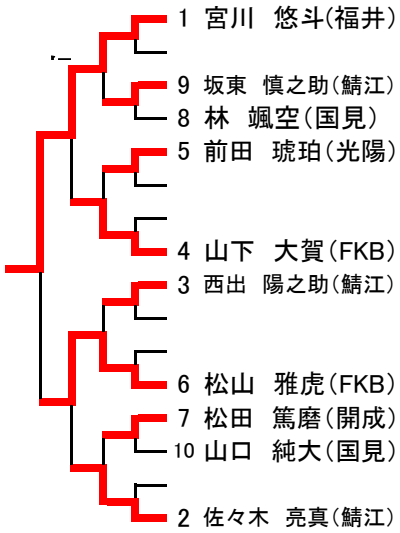 1 宮川 悠斗(福井)
9 坂東 慎之助(鯖江)
8 林 颯空(国見)
5 前田 琥珀(光陽)
4 山下 大賀(FKB)
3 西出 陽之助(鯖江)
6 松山 雅虎(FKB)
7 松田 篤磨(開成)
10 山口 純大(国見)
2 佐々木 亮真(鯖江)